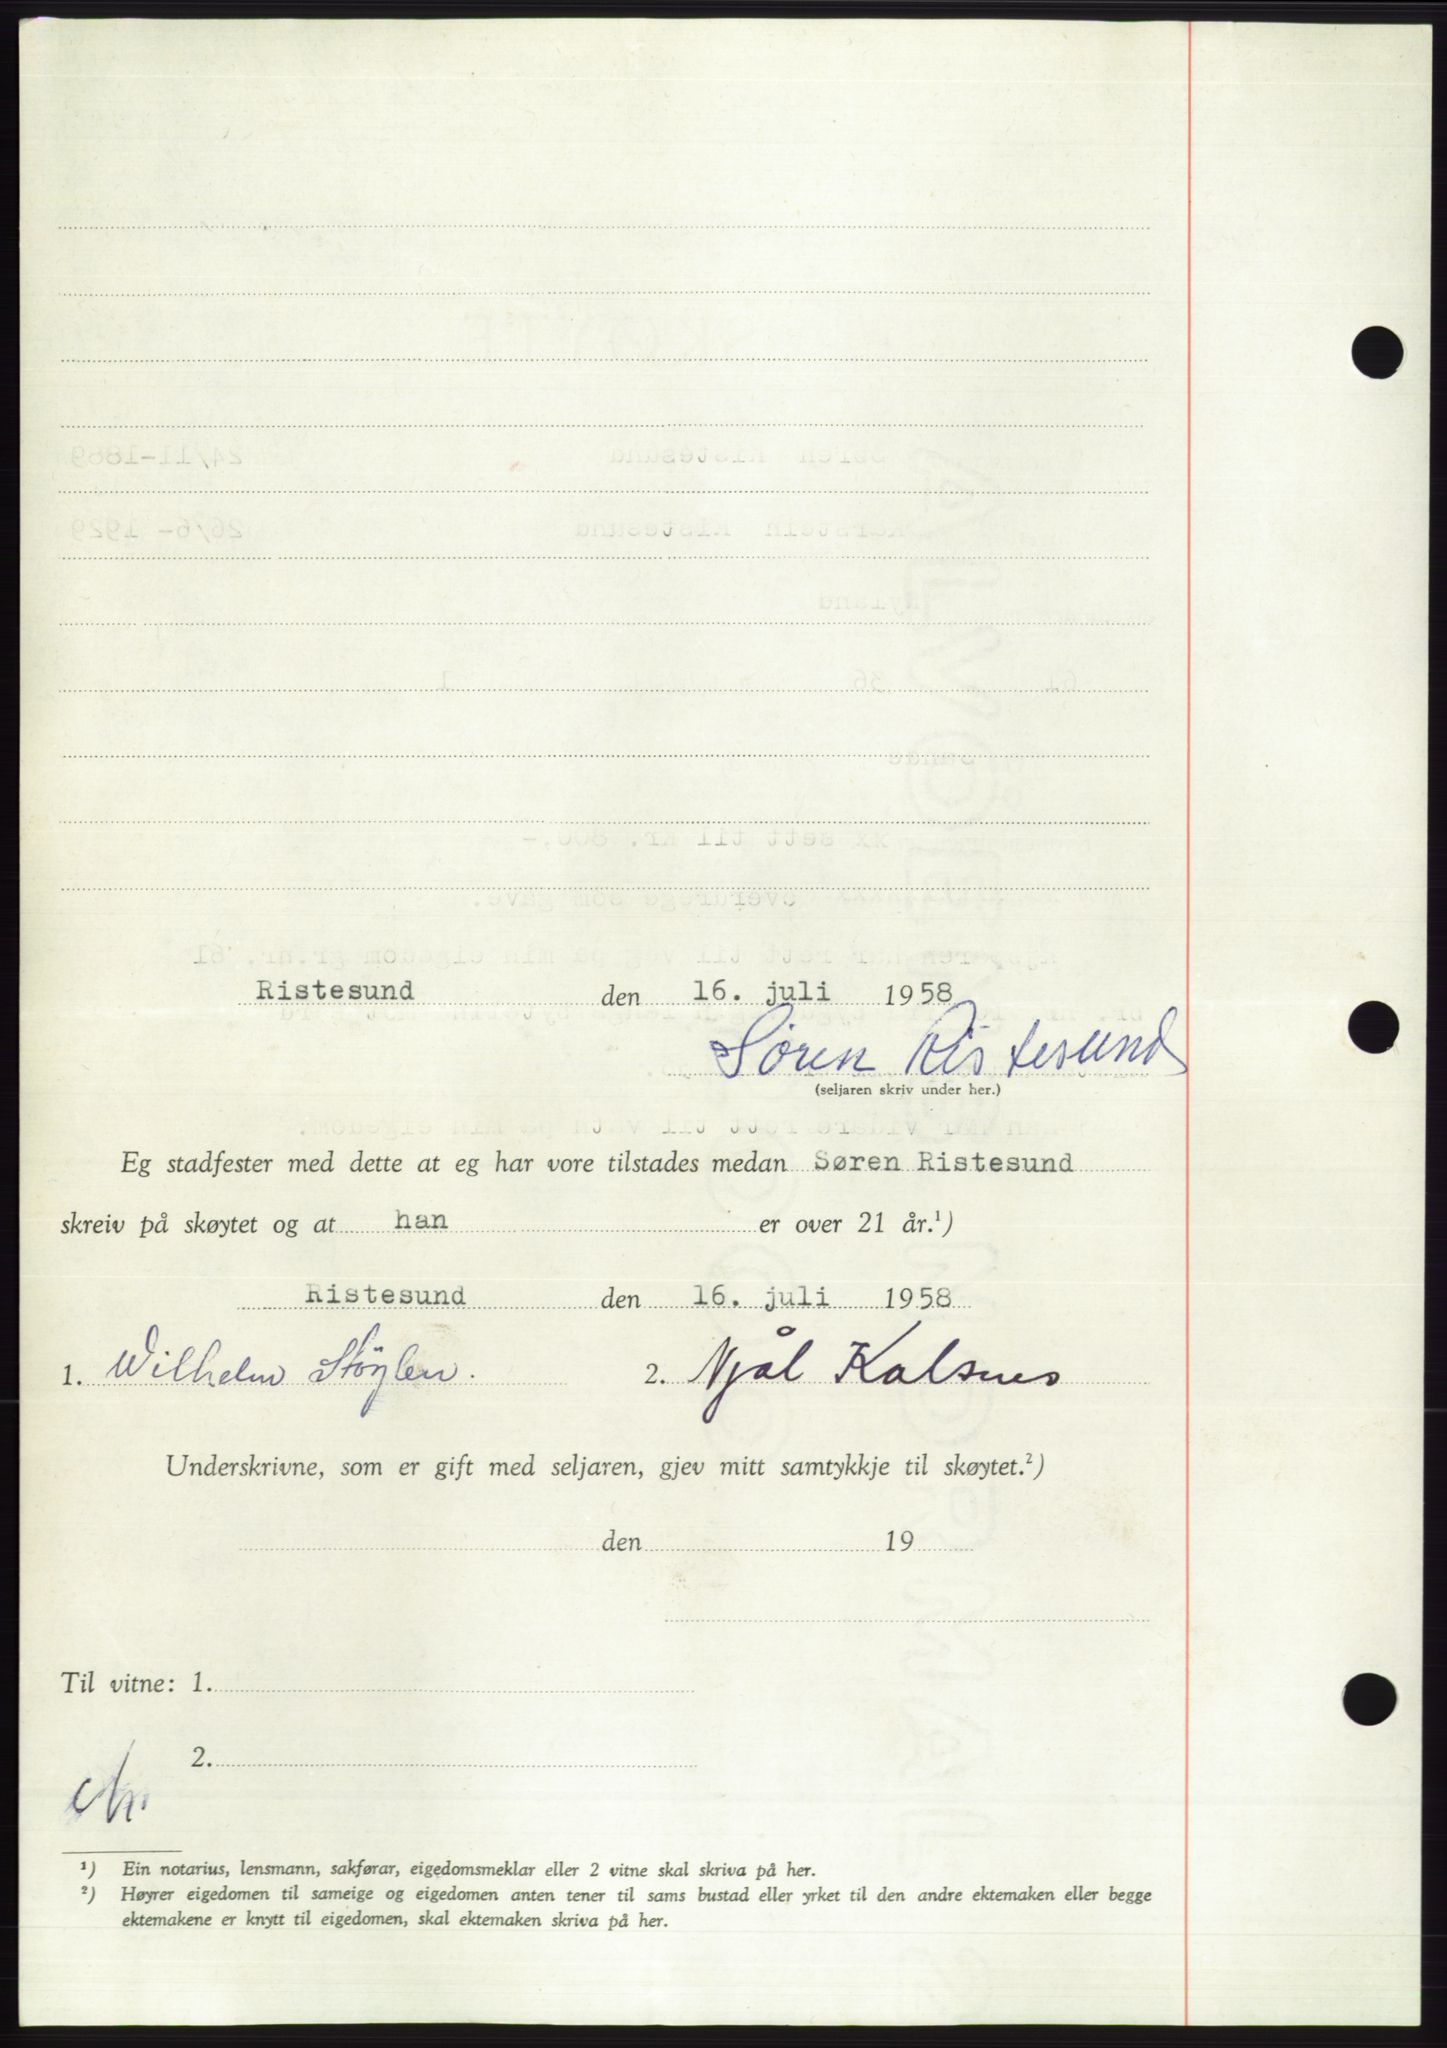 Ristesund den 16. juli 1958
Søren Ristesund
(seljaren skriv under her.)
Eg stadfester med dette at eg har vore tilstades medan Søren Ristesund
skreiv på skøytet og at han er over 21 år.¹)
Ristesund den 16. juli 1958
1. Wilhelm Støylen. 2. Njål Kalsnes
Underskrivne, som er gift med seljaren, gjev mitt samtykkje til skøytet.²)
den 19
Til vitne: 1.
2.
¹) Ein notarius, lensmann, sakførar, eigedomsmeklar eller 2 vitne skal skriva på her.
²) Høyrer eigedomen til sameige og eigedomen anten tener til sams bustad eller yrket til den andre ektemaken eller begge
ektemakene er knytt til eigedomen, skal ektemaken skriva på her.